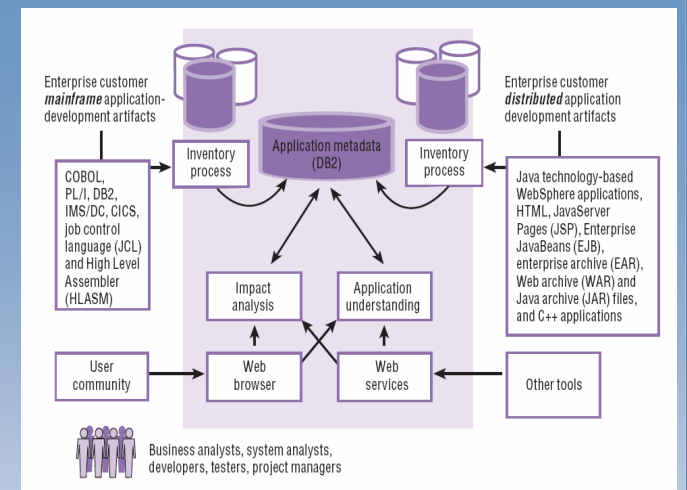 Enterprise customer
mainframe application-
development artifacts
Enterprise customer
distributed application
development artifacts
Inventory
process
Application metadata
(DB2)
Inventory
process
COBOL,
PL/I, DB2,
IMS/DC, CICS,
job control
language (JCL)
and High Level
Assembler
(HLASM)
Java technology-based
WebSphere applications,
HTML, JavaServer
Pages (JSP), Enterprise
JavaBeans (EJB),
enterprise archive (EAR),
Web archive (WAR) and
Java archive (JAR) files,
and C++ applications
Impact
analysis
Application
understanding
User
community
Web
browser
Web
services
Other tools
Business analysts, system analysts,
developers, testers, project managers